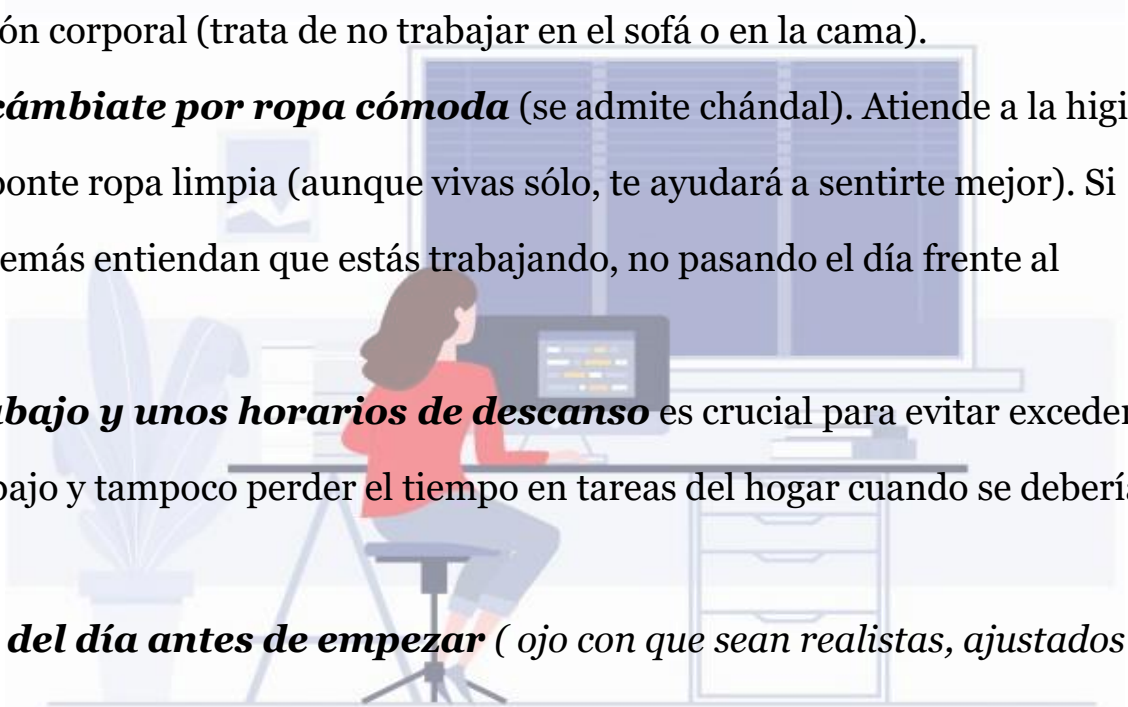 ón corporal (trata de no trabajar en el sofá o en la cama).
cámbiate por ropa cómoda (se admite chándal). Atiende a la higi
ponte ropa limpia (aunque vivas sólo, te ayudará a sentirte mejor). Si
emás entiendan que estás trabajando, no pasando el día frente al
abajo y unos horarios de descanso es crucial para evitar exceder
bajo y tampoco perder el tiempo en tareas del hogar cuando se debería
del día antes de empezar ( ojo con que sean realistas, ajustados